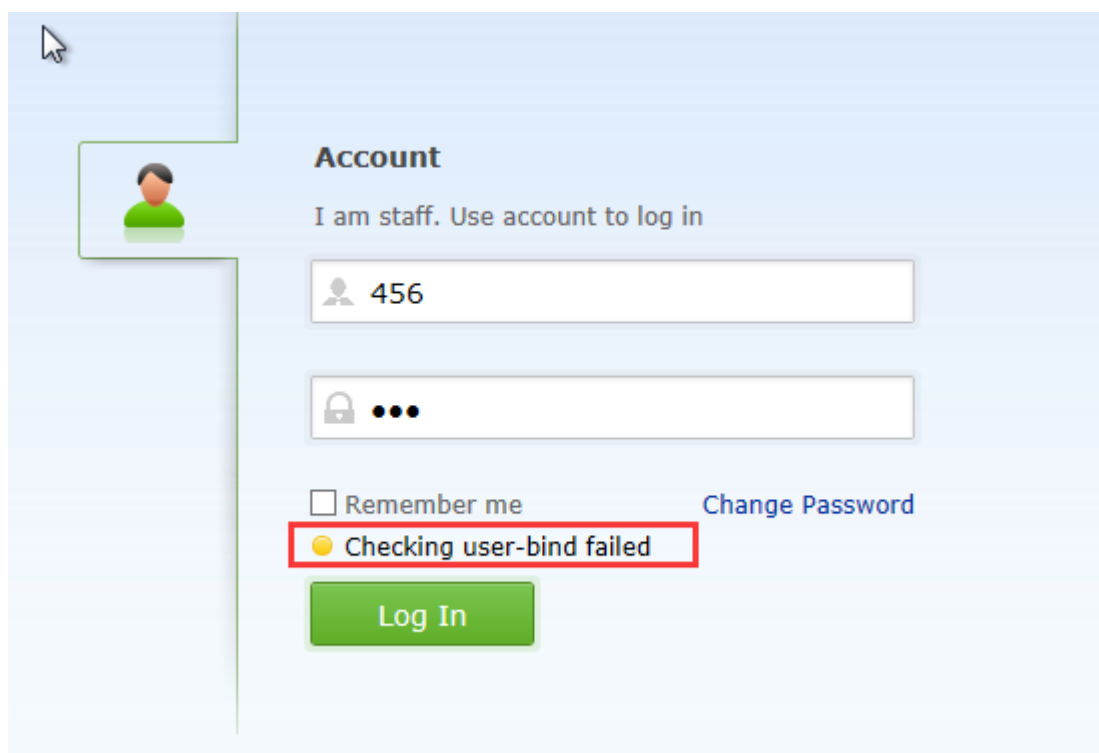 Account
I am staff. Use account to log in
456
•••
Remember me
Change Password
Checking user-bind failed
Log In